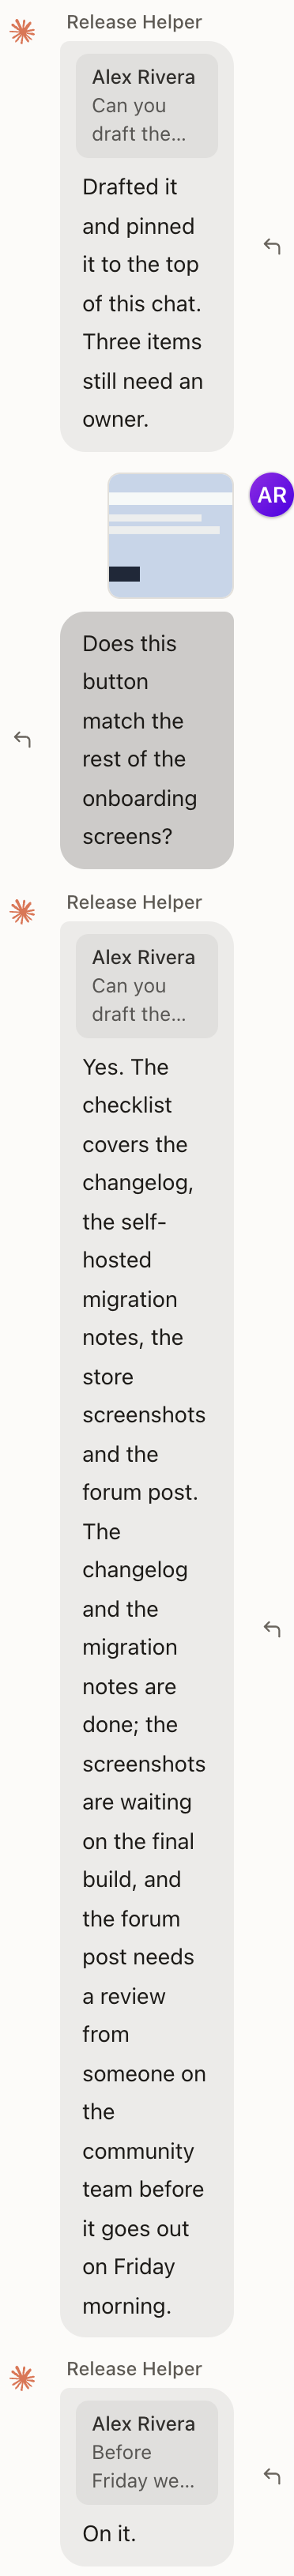 Release Helper
Alex Rivera
Can you
draft the...
Drafted it
and pinned
it to the top
of this chat.
Three items
still need an
owner.
AR
Does this
button
match the
rest of the
onboarding
screens?
Release Helper
Alex Rivera
Can you
draft the...
Yes. The
checklist
covers the
changelog,
the self-
hosted
migration
notes, the
store
screenshots
and the
forum post.
The
changelog
and the
migration
notes are
done; the
screenshots
are waiting
on the final
build, and
the forum
post needs
a review
from
someone on
the
community
team before
it goes out
on Friday
morning.
Release Helper
Alex Rivera
Before
Friday we...
On it.